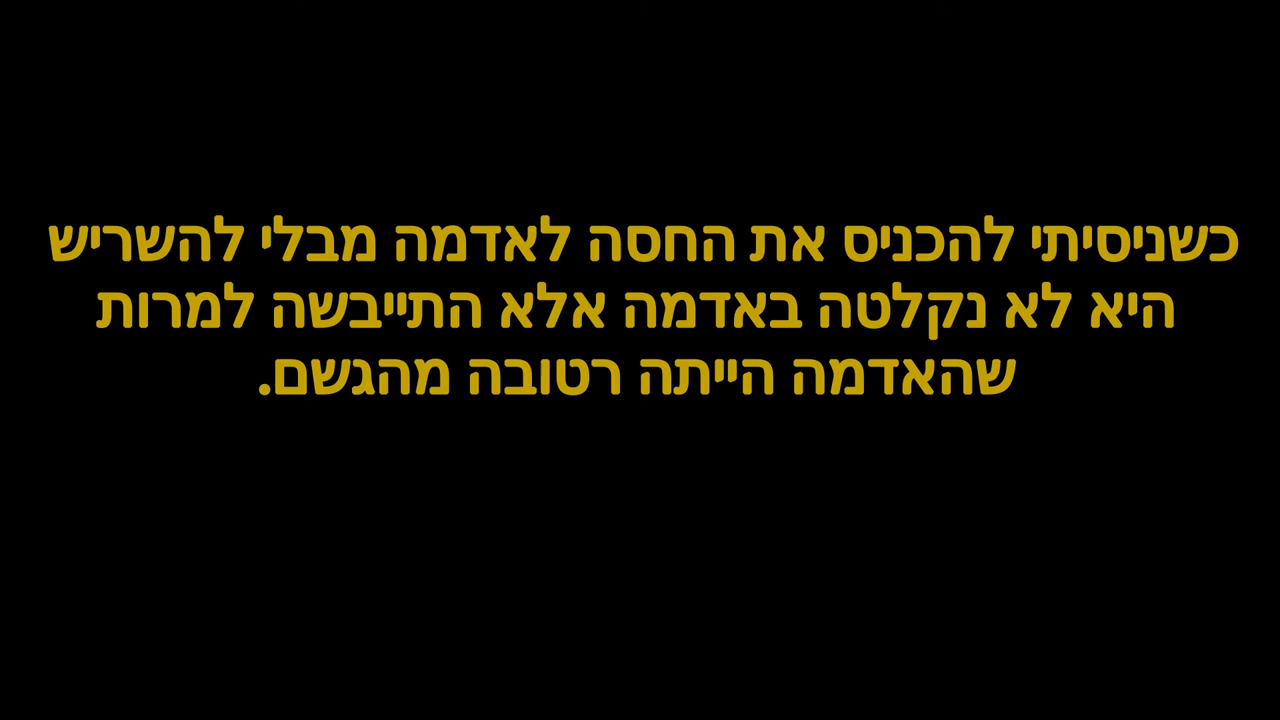 כשניסיתי להכניס את החסה לאדמה מבלי להשריש
היא לא נקלטה באדמה אלא התייבשה למרות
שהאדמה הייתה רטובה מהגשם.